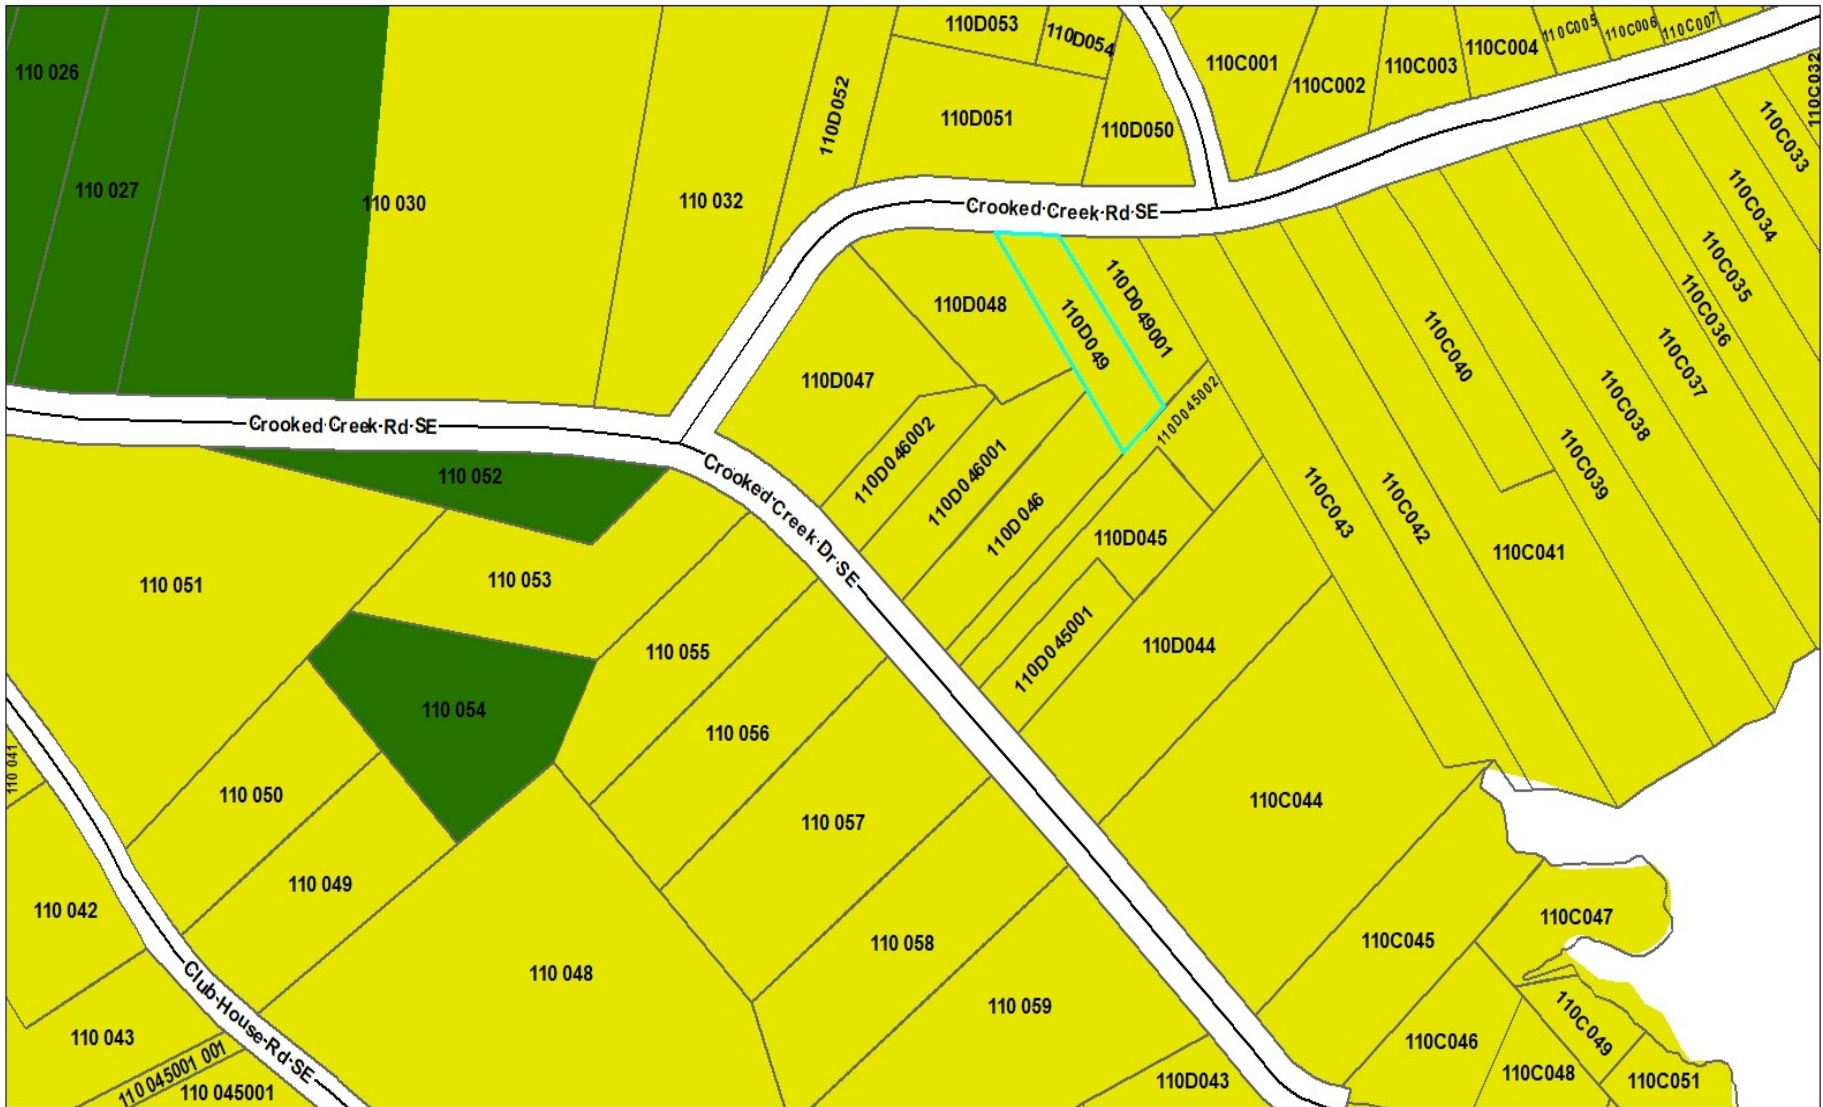 110D053
110D054
110C001
110C002
110C003
110C004
110C005
110C006
110C007
110C032
110 026
110 027
110 030
110 032
110D052
110D051
110D050
110C033
110C034
110C035
110C036
110C037
110C038
110C039
110C040
110C041
110C042
110C043
Crooked Creek Rd SE
110D048
110D049
110D049001
110D045002
110D047
110D046002
110D046001
110D046
110D045
110D045001
110D044
Crooked Creek Rd SE
Crooked Creek Dr SE
110 052
110 051
110 053
110 054
110 055
110 056
110 057
110 058
110 059
110 041
110 050
110 049
110 042
110 048
110 043
Club House Rd SE
110 045001 001
110 045001
110C044
110C045
110C047
110C046
110C049
110C048
110C051
110D043